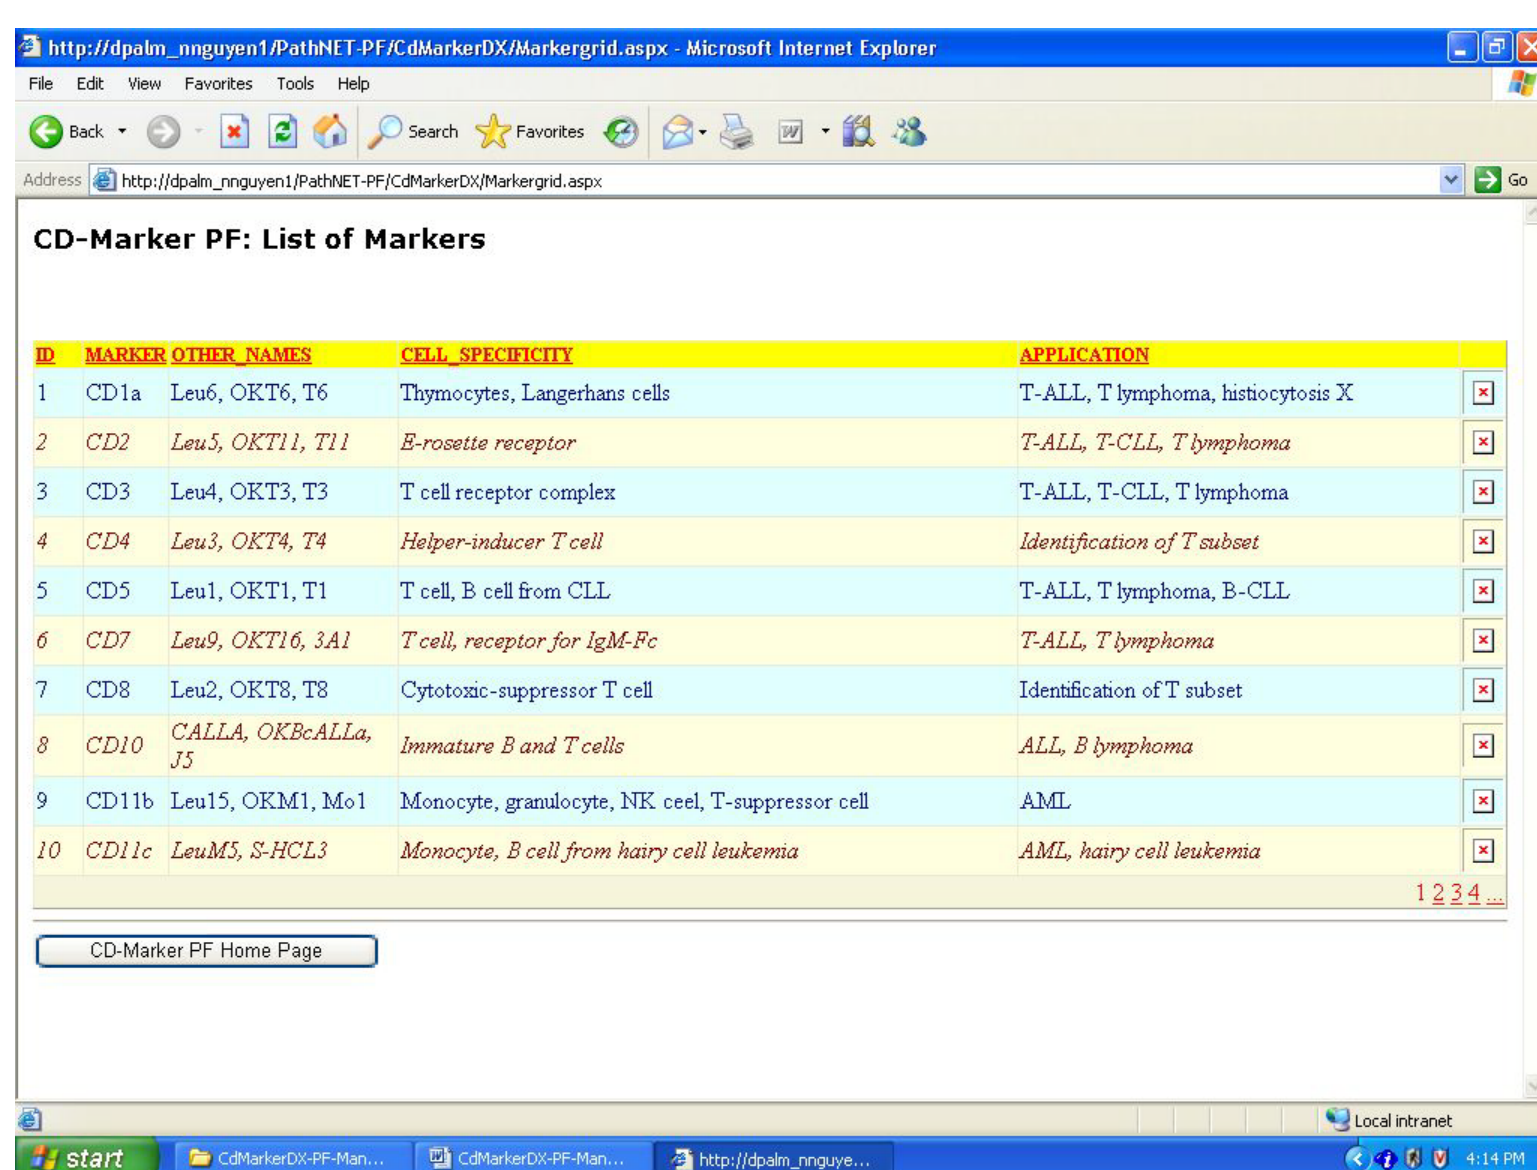 http://dpalm_nnguyen1/PathNET-PF/CdMarkerDX/Markergrid.aspx - Microsoft Internet Explorer
File Edit View Favorites Tools Help
Back Search Favorites
Address http://dpalm_nnguyen1/PathNET-PF/CdMarkerDX/Markergrid.aspx Go
CD-Marker PF: List of Markers
ID MARKER OTHER_NAMES CELL_SPECIFICITY APPLICATION
1 CD1a Leu6, OKT6, T6 Thymocytes, Langerhans cells T-ALL, T lymphoma, histiocytosis X
2 CD2 Leu5, OKT11, T11 E-rosette receptor T-ALL, T-CLL, T lymphoma
3 CD3 Leu4, OKT3, T3 T cell receptor complex T-ALL, T-CLL, T lymphoma
4 CD4 Leu3, OKT4, T4 Helper-inducer T cell Identification of T subset
5 CD5 Leu1, OKT1, T1 T cell, B cell from CLL T-ALL, T lymphoma, B-CLL
6 CD7 Leu9, OKT16, 3A1 T cell, receptor for IgM-Fc T-ALL, T lymphoma
7 CD8 Leu2, OKT8, T8 Cytotoxic-suppressor T cell Identification of T subset
8 CD10 CALLA, OKBcALLa, Immature B and T cells ALL, B lymphoma
J5
9 CD11b Leu15, OKM1, Mo1 Monocyte, granulocyte, NK ceel, T-suppressor cell AML
10 CD11c LeuM5, S-HCL3 Monocyte, B cell from hairy cell leukemia AML, hairy cell leukemia
1 2 3 4 ...
CD-Marker PF Home Page
Local intranet
start CdMarkerDX-PF-Man... CdMarkerDX-PF-Man... http://dpalm_nnguye... 4:14 PM